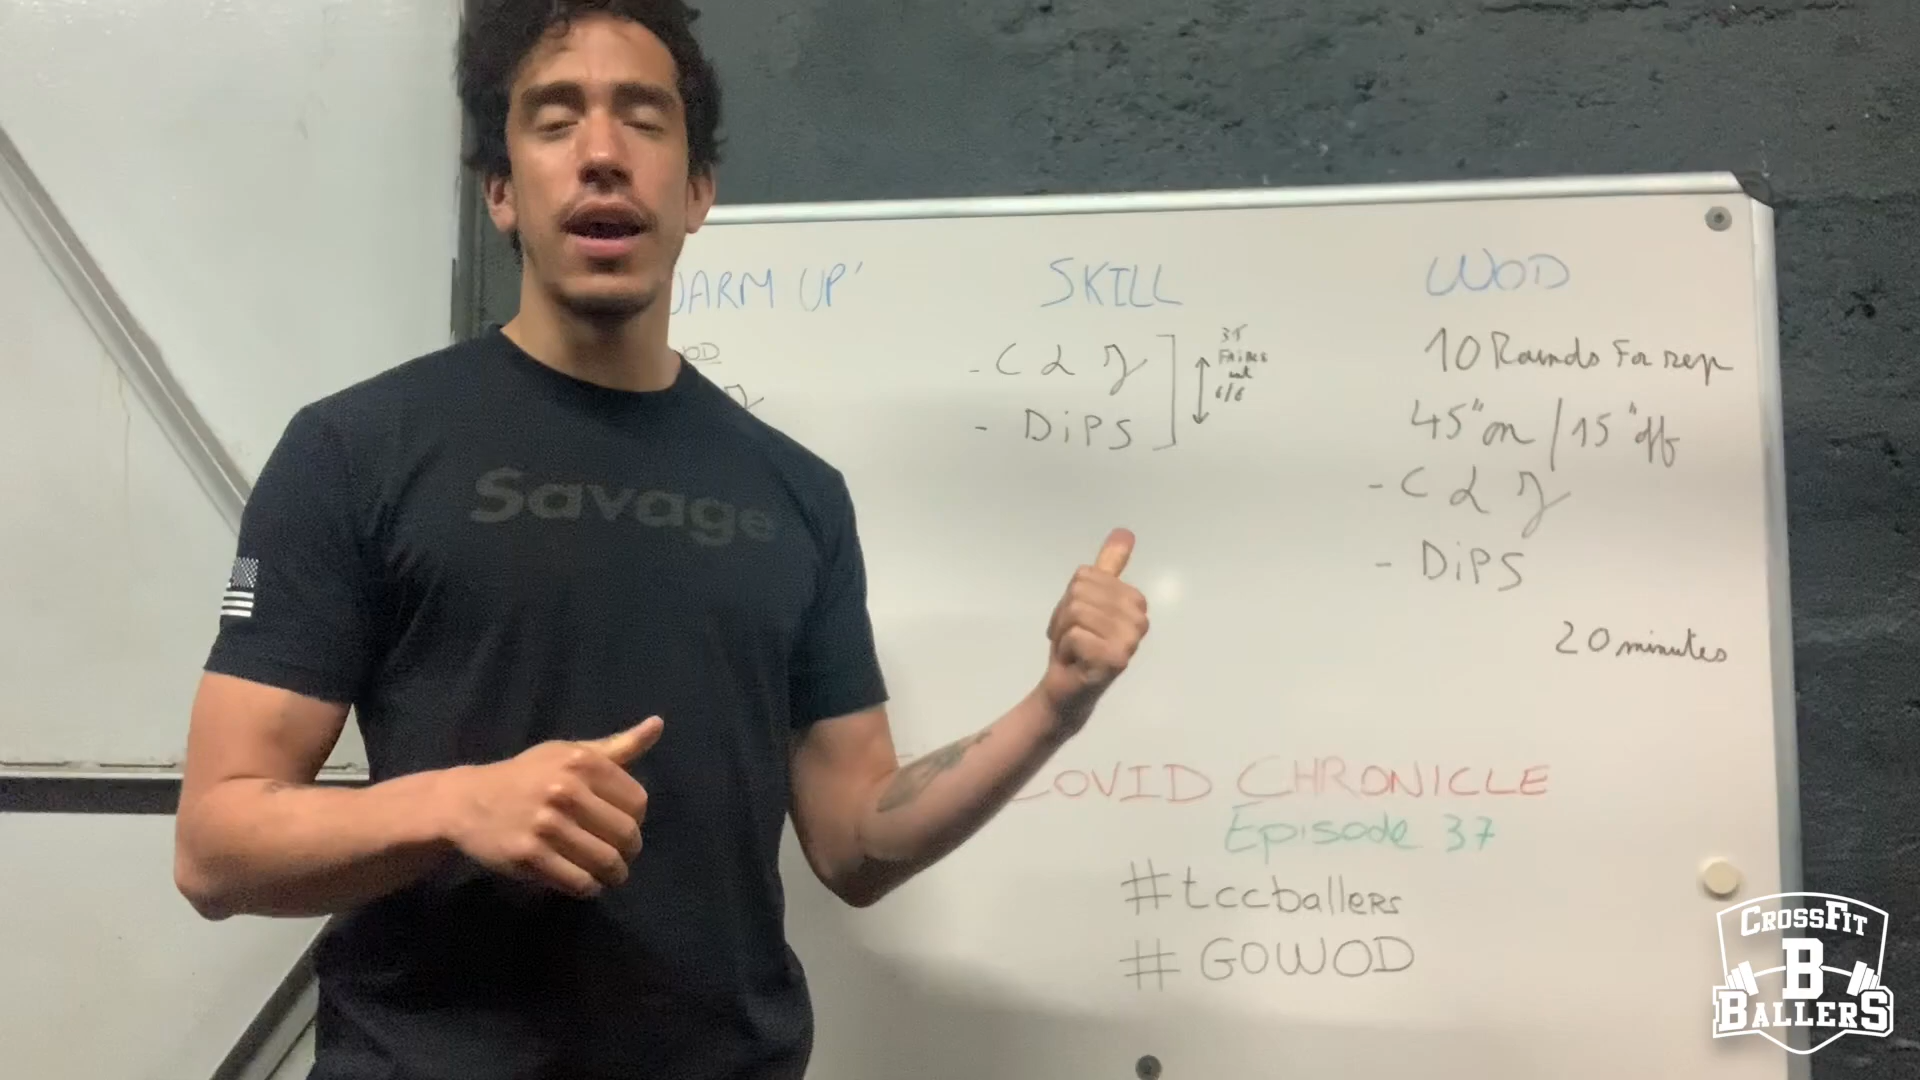 WARM UP'
SKILL
WOD
- C & J
- DiPS
10 Rounds For rep
45" on / 15" off
- C & J
- DiPS
20 minutes
COVID CHRONICLE
Episode 37
#tccballers
# GOWOD
Savage
CROSSFIT
B
BALLERS